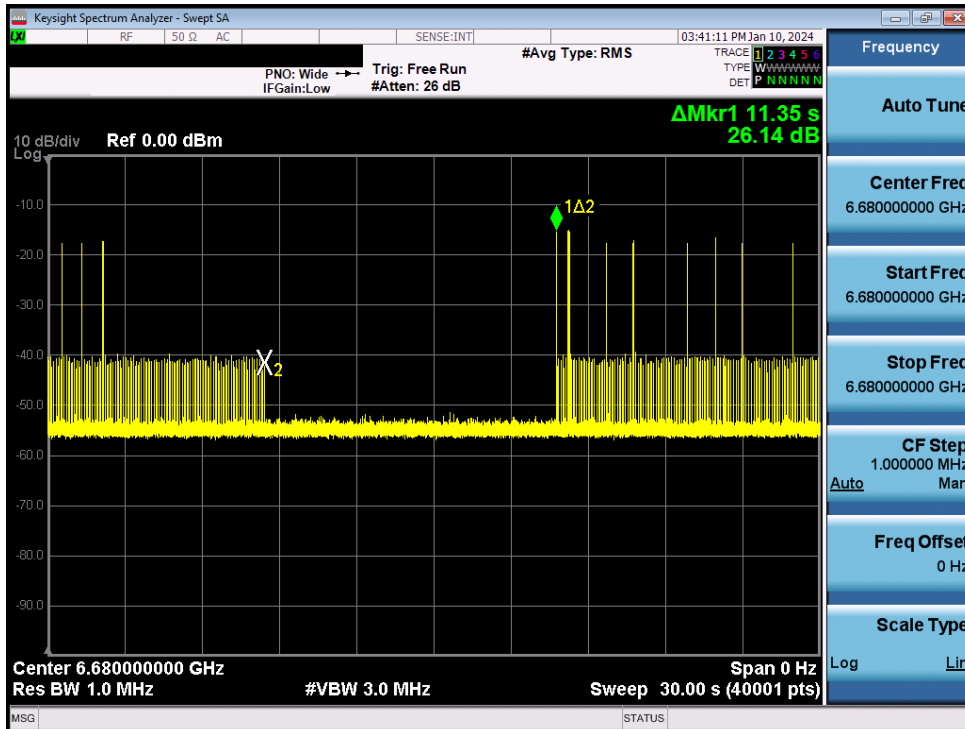 Keysight Spectrum Analyzer - Swept SA
LXI
RF
50 Ω
AC
SENSE:INT
03:41:11 PM Jan 10, 2024
Frequency
PNO: Wide
IFGain:Low
Trig: Free Run
#Atten: 26 dB
#Avg Type: RMS
TRACE 1 2 3 4 5 6
TYPE WWWWWW
DET P N N N N N
Auto Tune
ΔMkr1 11.35 s
26.14 dB
10 dB/div
Log
Ref 0.00 dBm
Center Freq
6.680000000 GHz
-10.0
1Δ2
-20.0
Start Freq
6.680000000 GHz
-30.0
-40.0
2
Stop Freq
6.680000000 GHz
-50.0
-60.0
CF Step
1.000000 MHz
Auto
Man
-70.0
-80.0
Freq Offset
0 Hz
-90.0
Scale Type
Log
Lin
Center 6.680000000 GHz
Span 0 Hz
Res BW 1.0 MHz
#VBW 3.0 MHz
Sweep 30.00 s (40001 pts)
MSG
STATUS